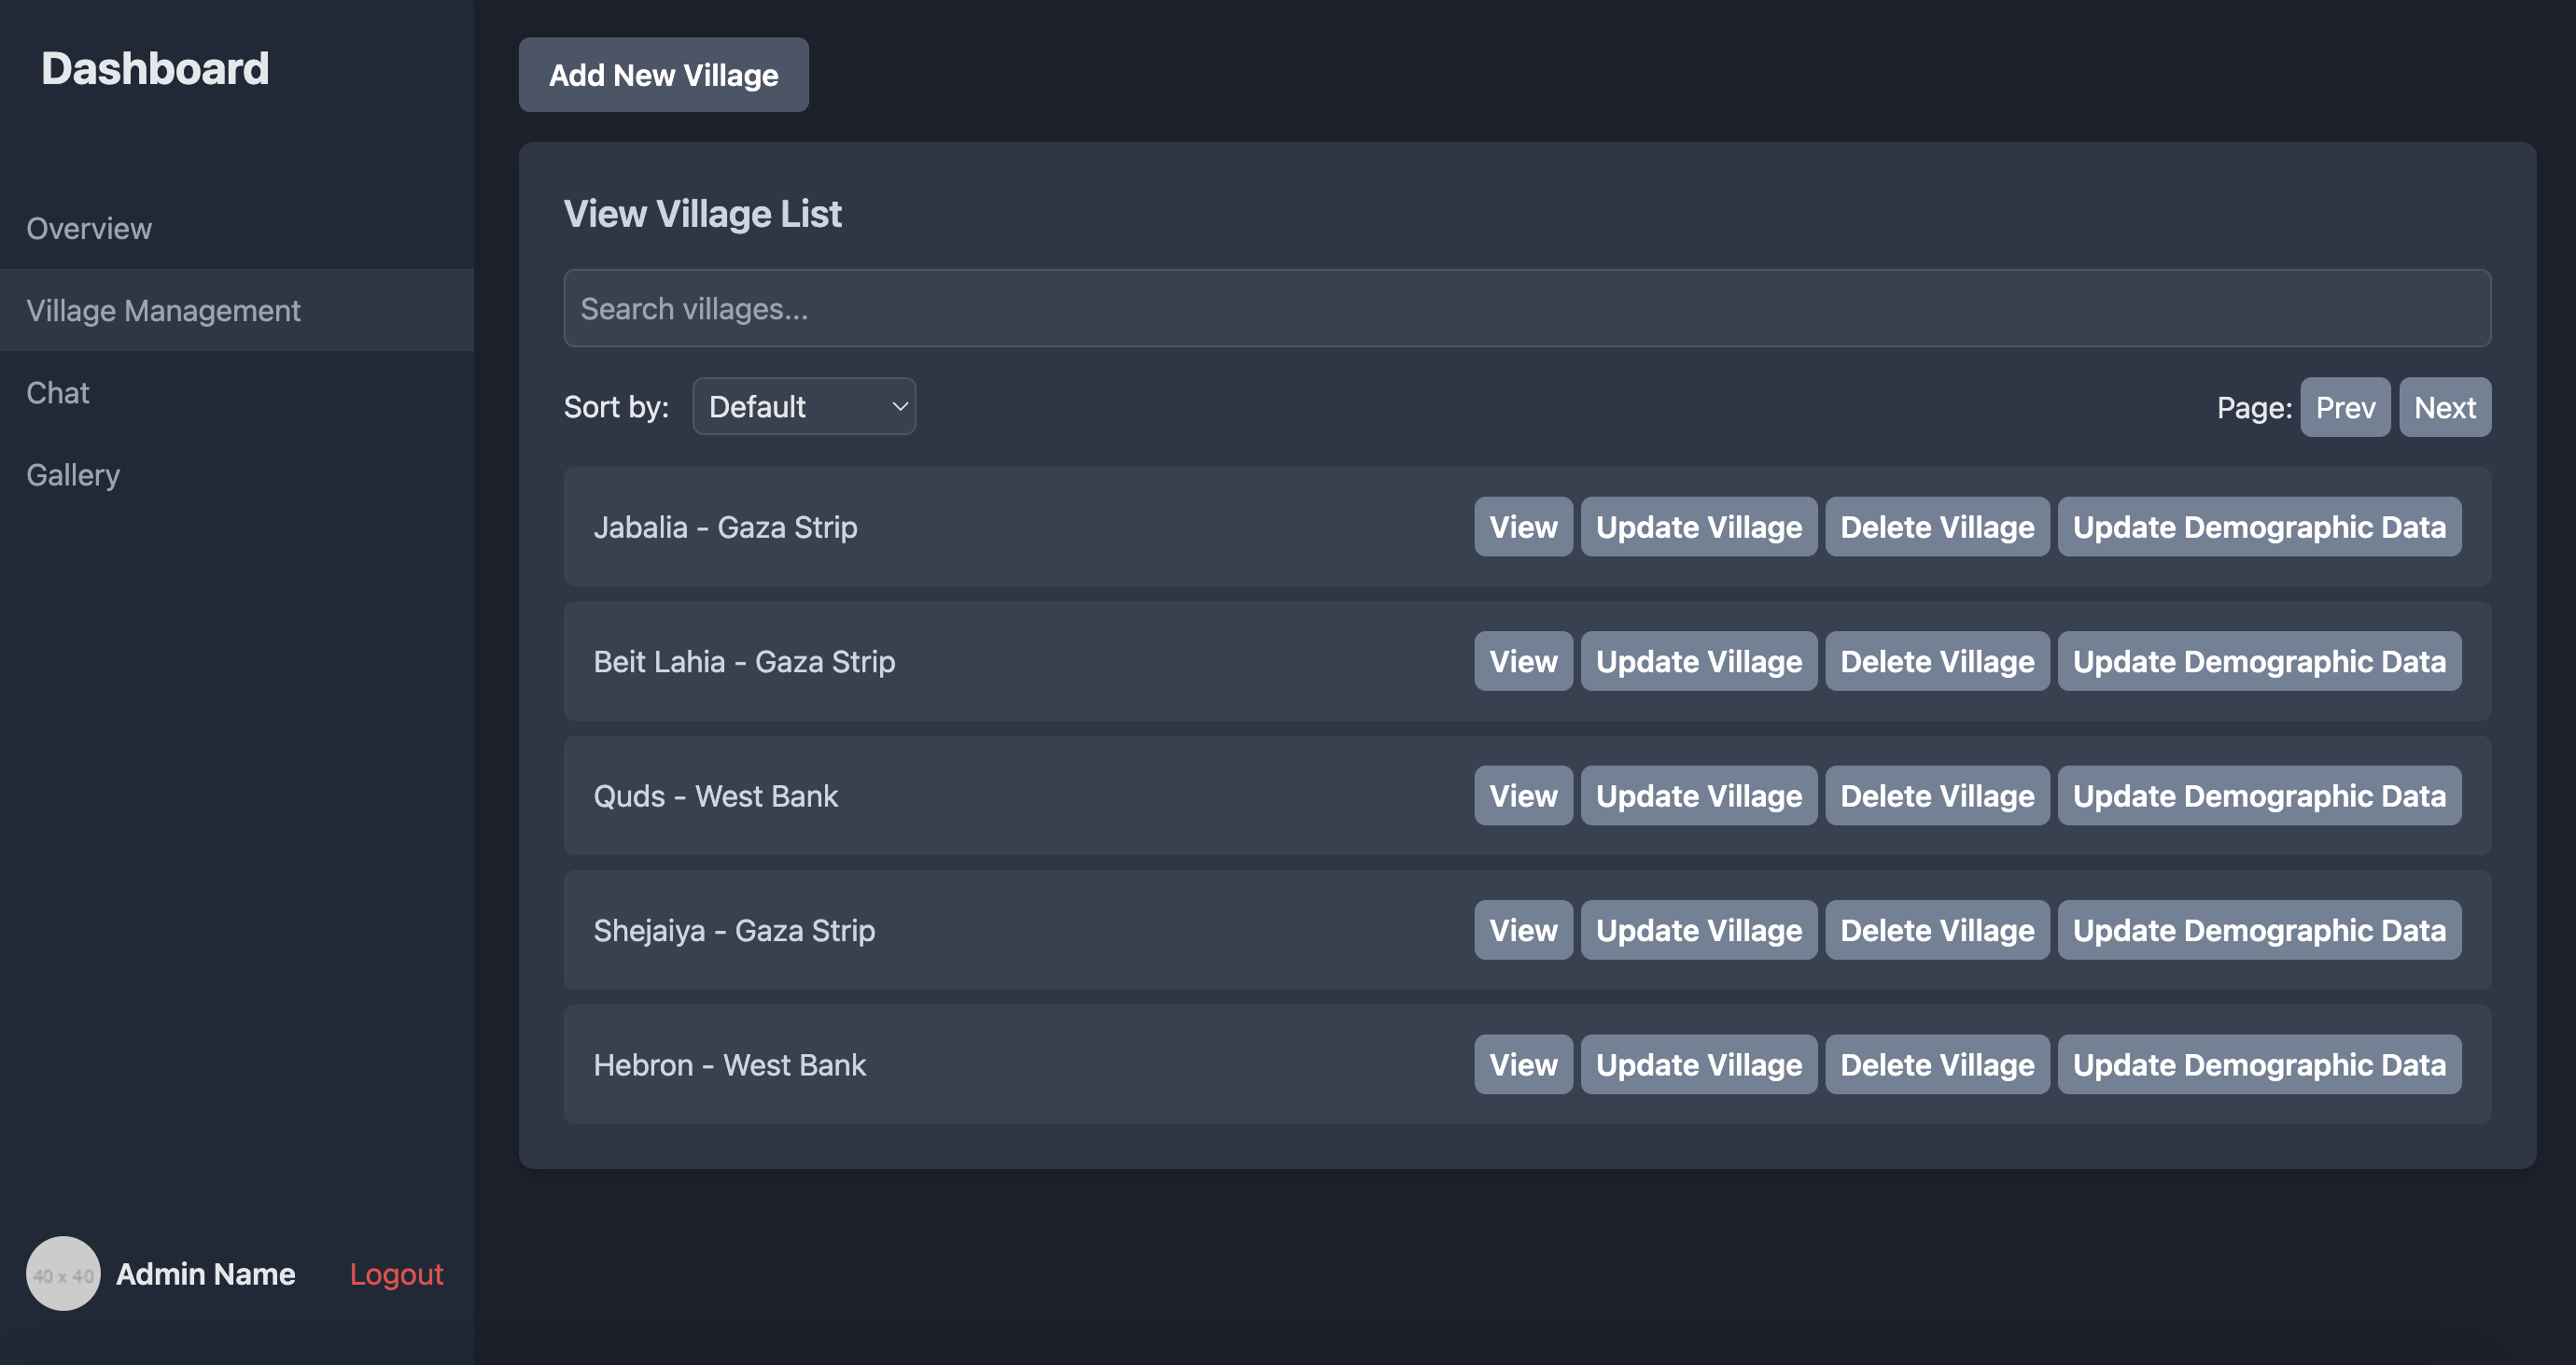 Dashboard
Overview
Village Management
Chat
Gallery
40 x 40 Admin Name Logout
Add New Village
View Village List
Search villages...
Sort by: Default Page: Prev Next
Jabalia - Gaza Strip View Update Village Delete Village Update Demographic Data
Beit Lahia - Gaza Strip View Update Village Delete Village Update Demographic Data
Quds - West Bank View Update Village Delete Village Update Demographic Data
Shejaiya - Gaza Strip View Update Village Delete Village Update Demographic Data
Hebron - West Bank View Update Village Delete Village Update Demographic Data